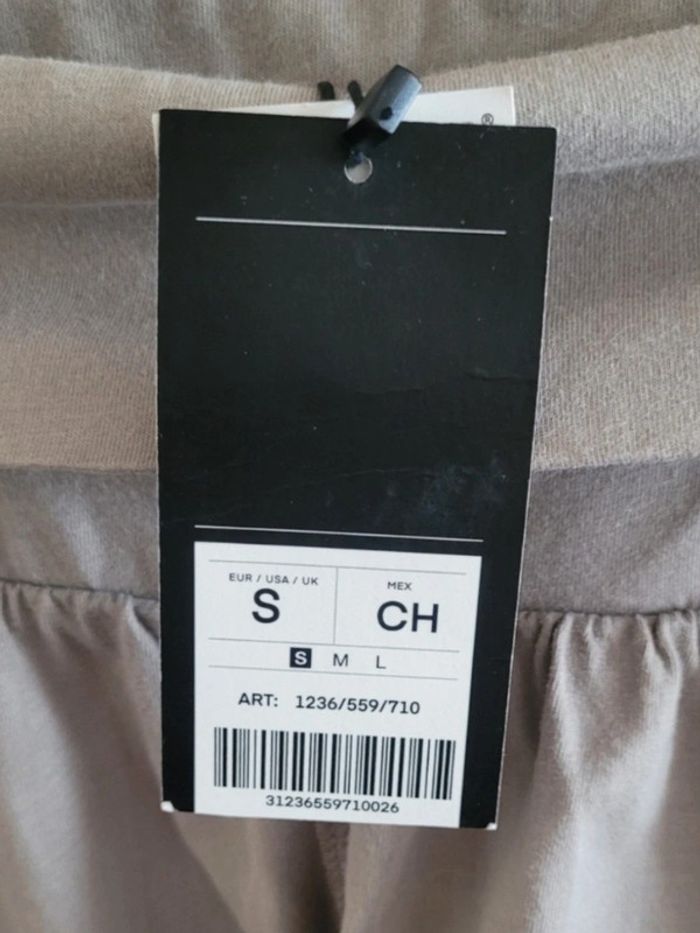 ®
EUR / USA / UK
S
MEX
CH
S M L
ART: 1236/559/710
31236559710026